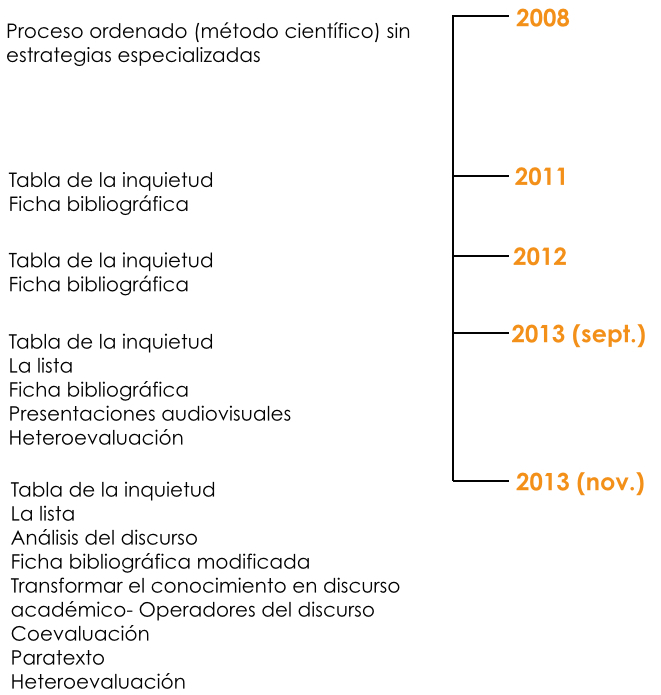 Proceso ordenado (método científico) sin
estrategias especializadas
2008
Tabla de la inquietud
Ficha bibliográfica
2011
Tabla de la inquietud
Ficha bibliográfica
2012
Tabla de la inquietud
La lista
Ficha bibliográfica
Presentaciones audiovisuales
Heteroevaluación
2013 (sept.)
Tabla de la inquietud
La lista
Análisis del discurso
Ficha bibliográfica modificada
Transformar el conocimiento en discurso
académico- Operadores del discurso
Coevaluación
Paratexto
Heteroevaluación
2013 (nov.)